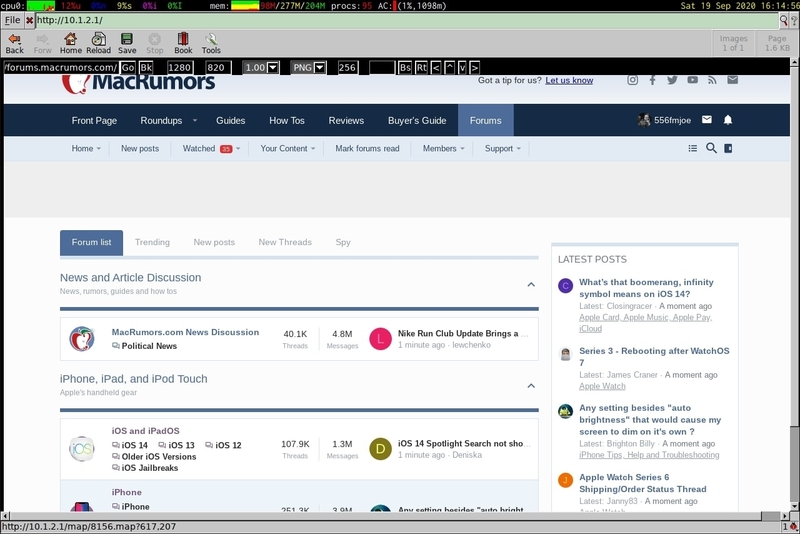 cpu0: 12%u 0%n 9%s 0%i 0%I mem: 98M/277M/204M procs: 95 AC: (1%,1098m) Sat 19 Sep 2020 16:14:56
File http://10.1.2.1/
Back Forw Home Reload Save Stop Book Tools Images 1 of 1 Page 1.6 KB
/forums.macrumors.com/ Go Bk 1280 820 1.00 PNG 256 Bs Rt < ^ v >
MacRumors
Got a tip for us? Let us know
Front Page Roundups Guides How Tos Reviews Buyer's Guide Forums 556fmjoe
Home New posts Watched 35 Your Content Mark forums read Members Support
Forum list Trending New posts New Threads Spy
News and Article Discussion
News, rumors, guides and how tos
MacRumors.com News Discussion
Political News
40.1K
Threads
4.8M
Messages
L
Nike Run Club Update Brings a ...
1 minute ago · lewchenko
iPhone, iPad, and iPod Touch
Apple's handheld gear
iOS
iOS and iPadOS
iOS 14 iOS 13 iOS 12
Older iOS Versions
iOS Jailbreaks
107.9K
Threads
1.3M
Messages
D
iOS 14 Spotlight Search not sho...
1 minute ago · Deniska
iPhone
iPhone
251.3K
3.9M
Any setting besides "auto bright...
LATEST POSTS
C
What's that boomerang, infinity
symbol means on iOS 14?
Latest: Closingracer · A moment ago
Apple Card, Apple Music, Apple Pay,
iCloud
Series 3 - Rebooting after WatchOS
7
Latest: James Craner · A moment ago
Apple Watch
Any setting besides "auto
brightness" that would cause my
screen to dim on it's own ?
Latest: Brighton Billy · A moment ago
iPhone Tips, Help and Troubleshooting
J
Apple Watch Series 6
Shipping/Order Status Thread
Latest: Janny83 · A moment ago
Apple Watch
http://10.1.2.1/map/8156.map?617,207
1